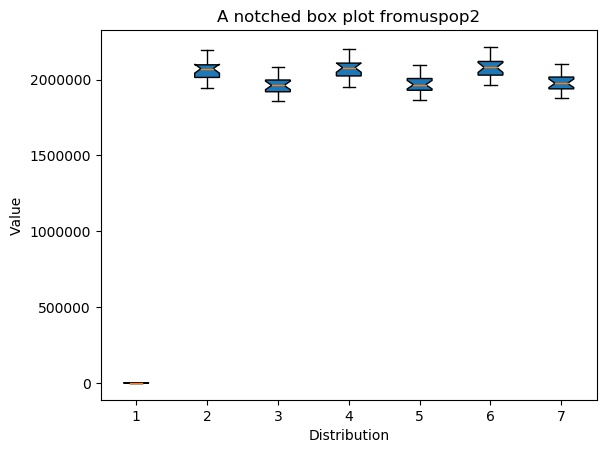 A notched box plot fromuspop2
Value
2000000
1500000
1000000
500000
0
1 2 3 4 5 6 7
Distribution